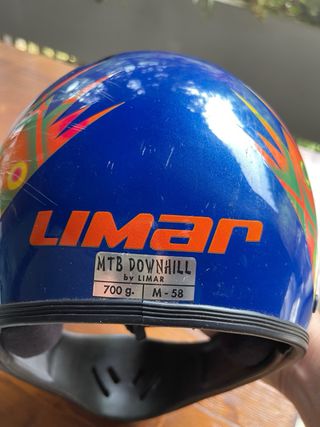 LIMAR
MTB DOWNHILL
by LIMAR
700 g. M - 58